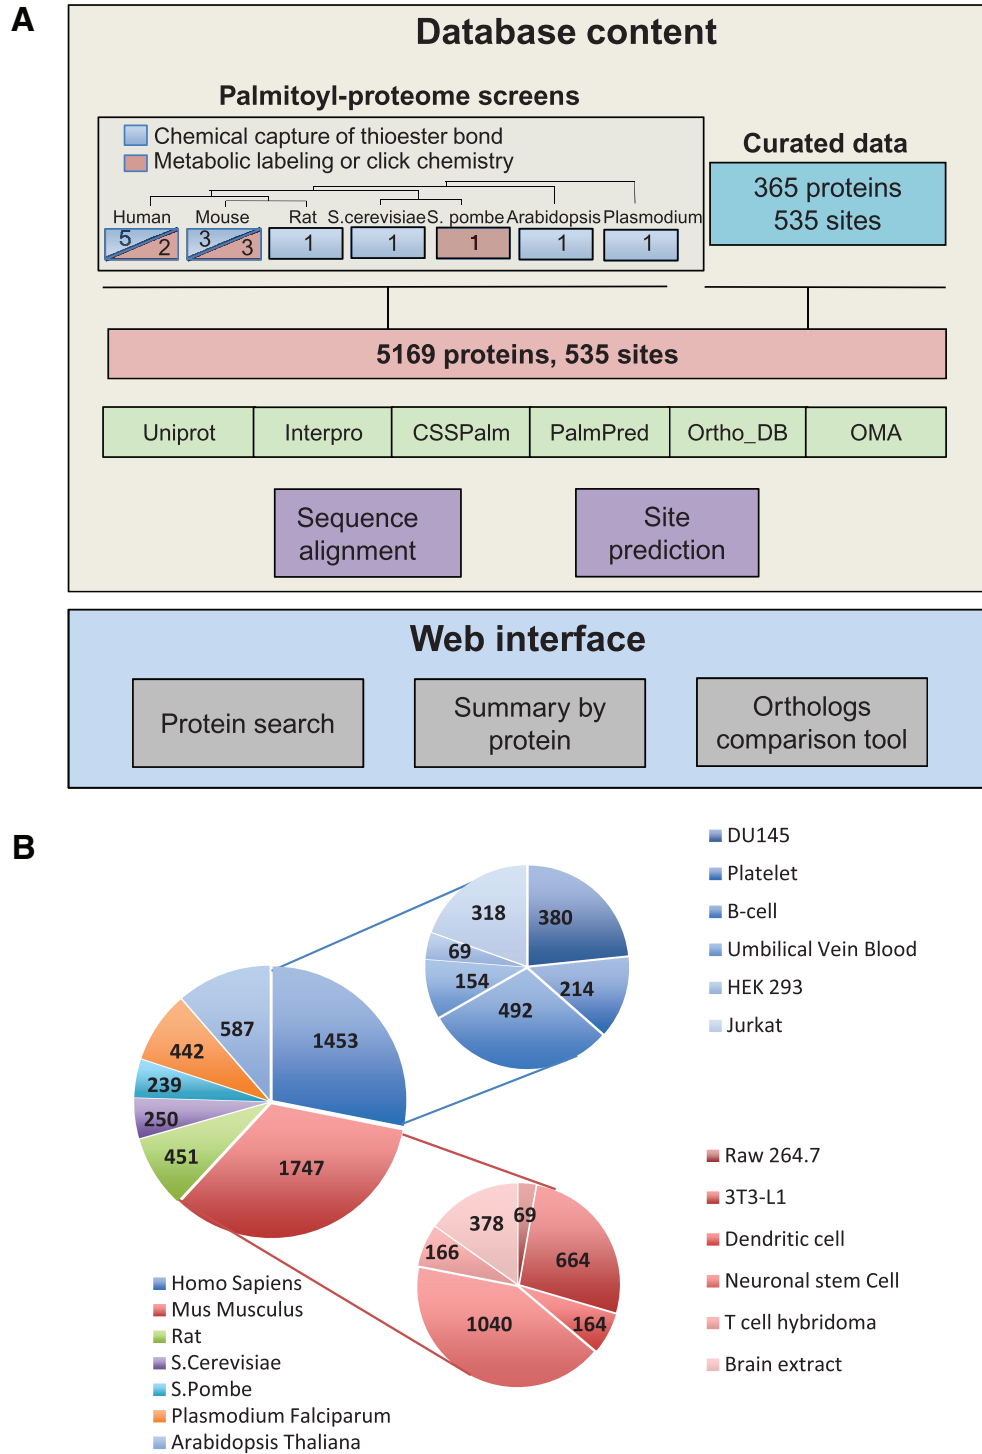 A
Database content
Palmitoyl-proteome screens
Chemical capture of thioester bond
Metabolic labeling or click chemistry
Human Mouse Rat S.cerevisiae S. pombe Arabidopsis Plasmodium
5 2 3 3 1 1 1 1 1
Curated data
365 proteins
535 sites
5169 proteins, 535 sites
Uniprot Interpro CSSPalm PalmPred Ortho_DB OMA
Sequence
alignment
Site
prediction
Web interface
Protein search
Summary by
protein
Orthologs
comparison tool
B
587
1453
442
239
250
451
1747
318
380
69
154
214
492
DU145
Platelet
B-cell
Umbilical Vein Blood
HEK 293
Jurkat
378
69
664
166
1040
164
Raw 264.7
3T3-L1
Dendritic cell
Neuronal stem Cell
T cell hybridoma
Brain extract
Homo Sapiens
Mus Musculus
Rat
S.Cerevisiae
S.Pombe
Plasmodium Falciparum
Arabidopsis Thaliana